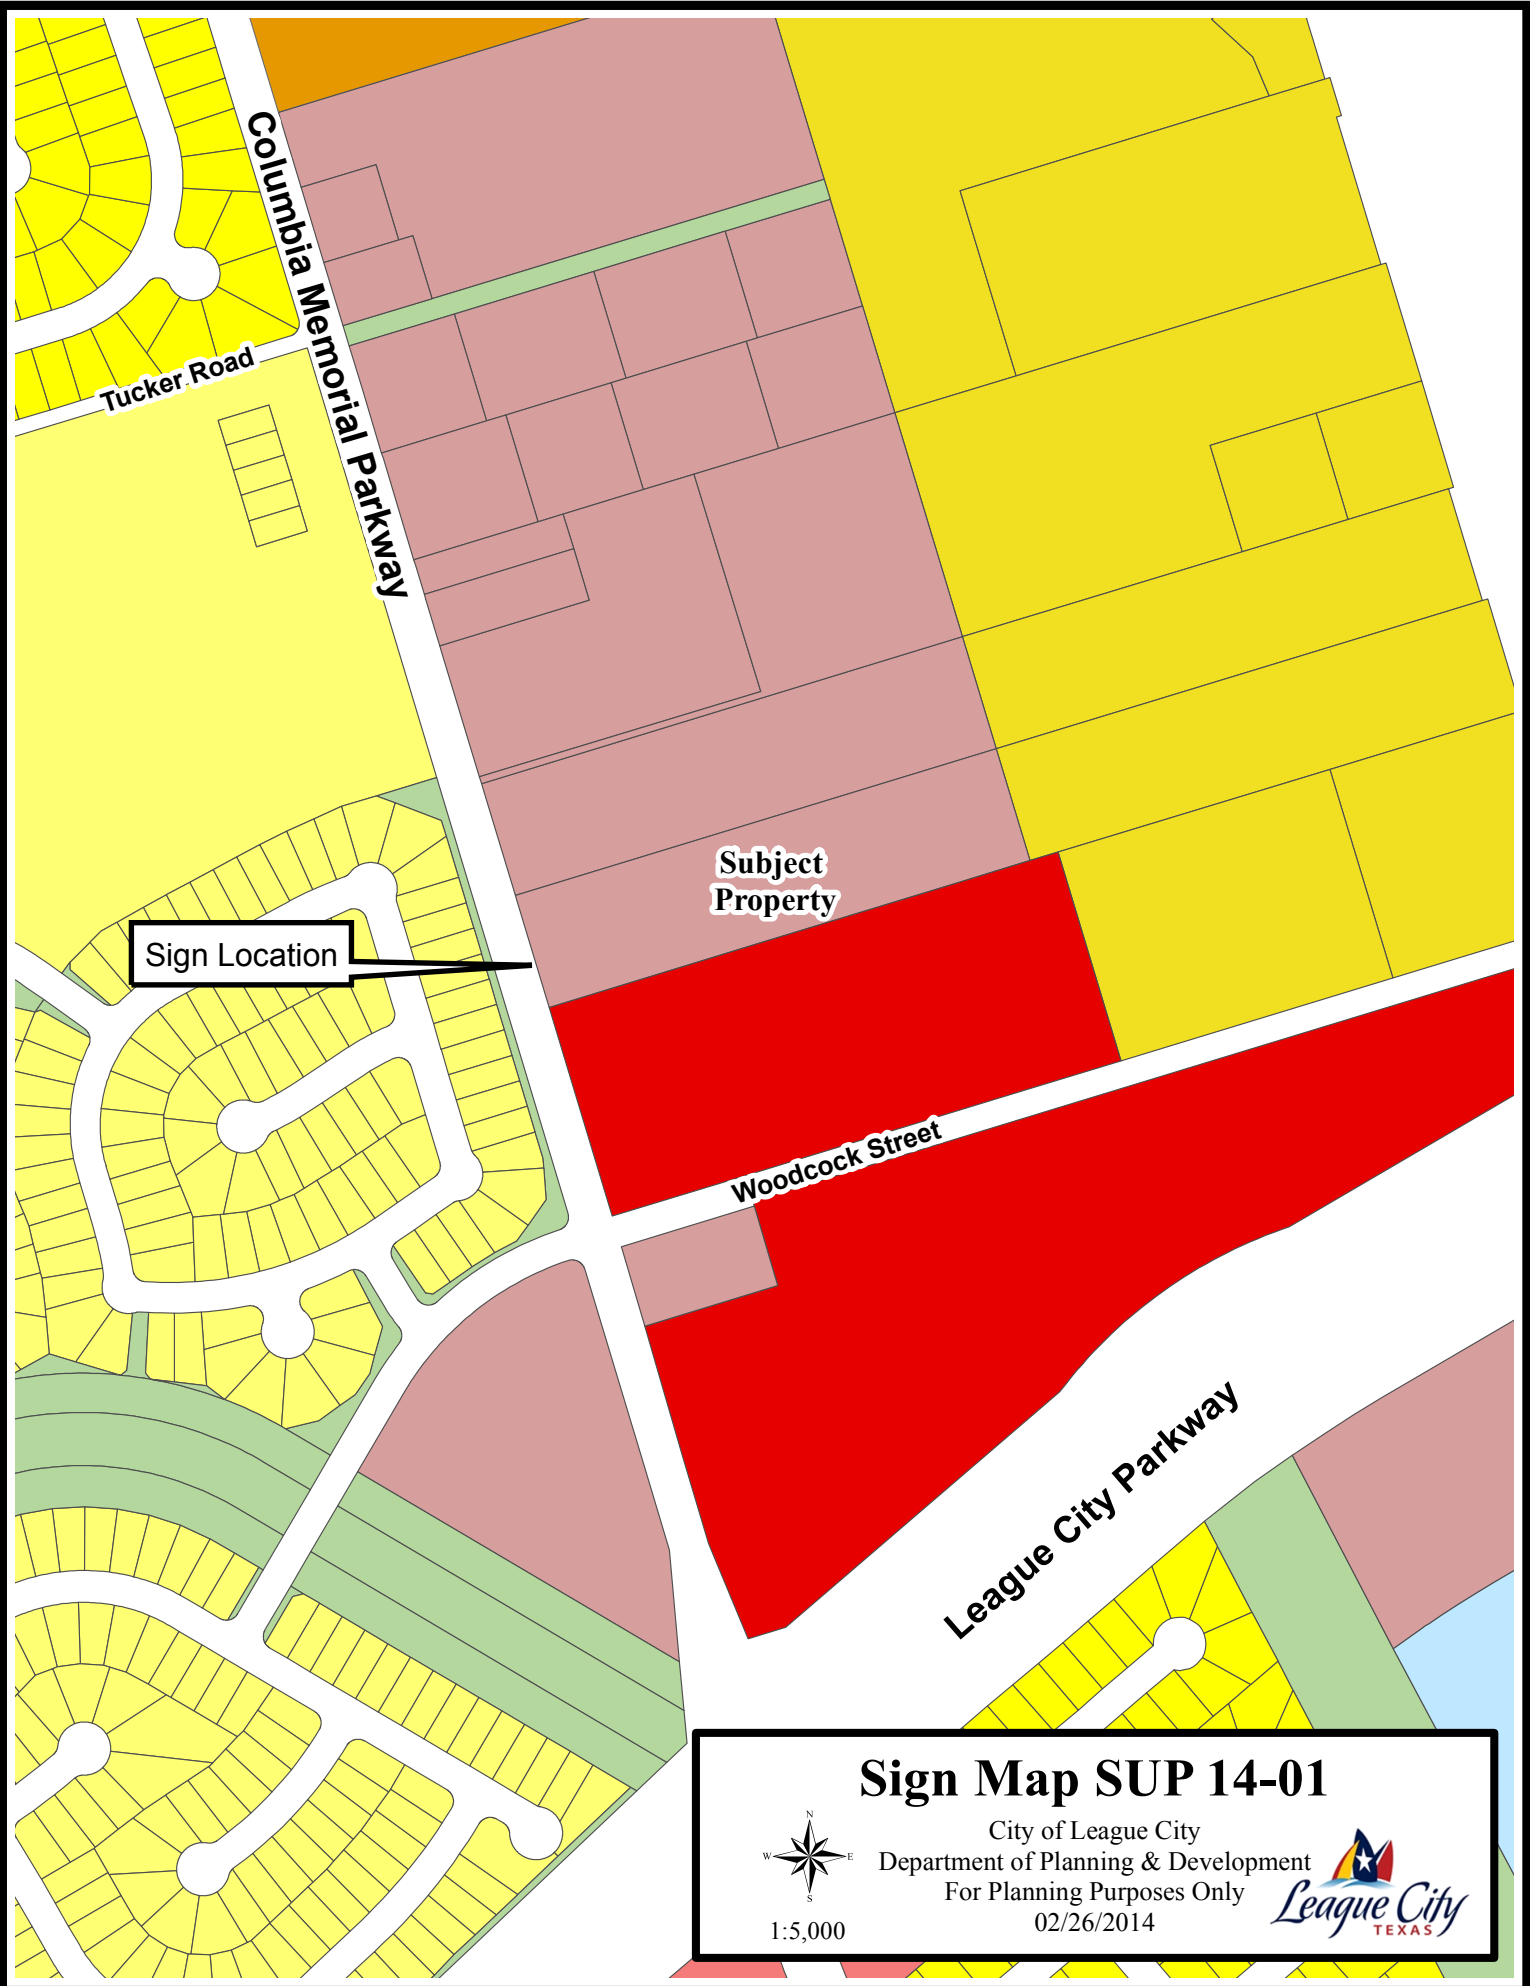 Columbia Memorial Parkway
Tucker Road
Subject
Property
Sign Location
Woodcock Street
League City Parkway
Sign Map SUP 14-01
N
W E
S
1:5,000
City of League City
Department of Planning & Development
For Planning Purposes Only
02/26/2014
League City
TEXAS